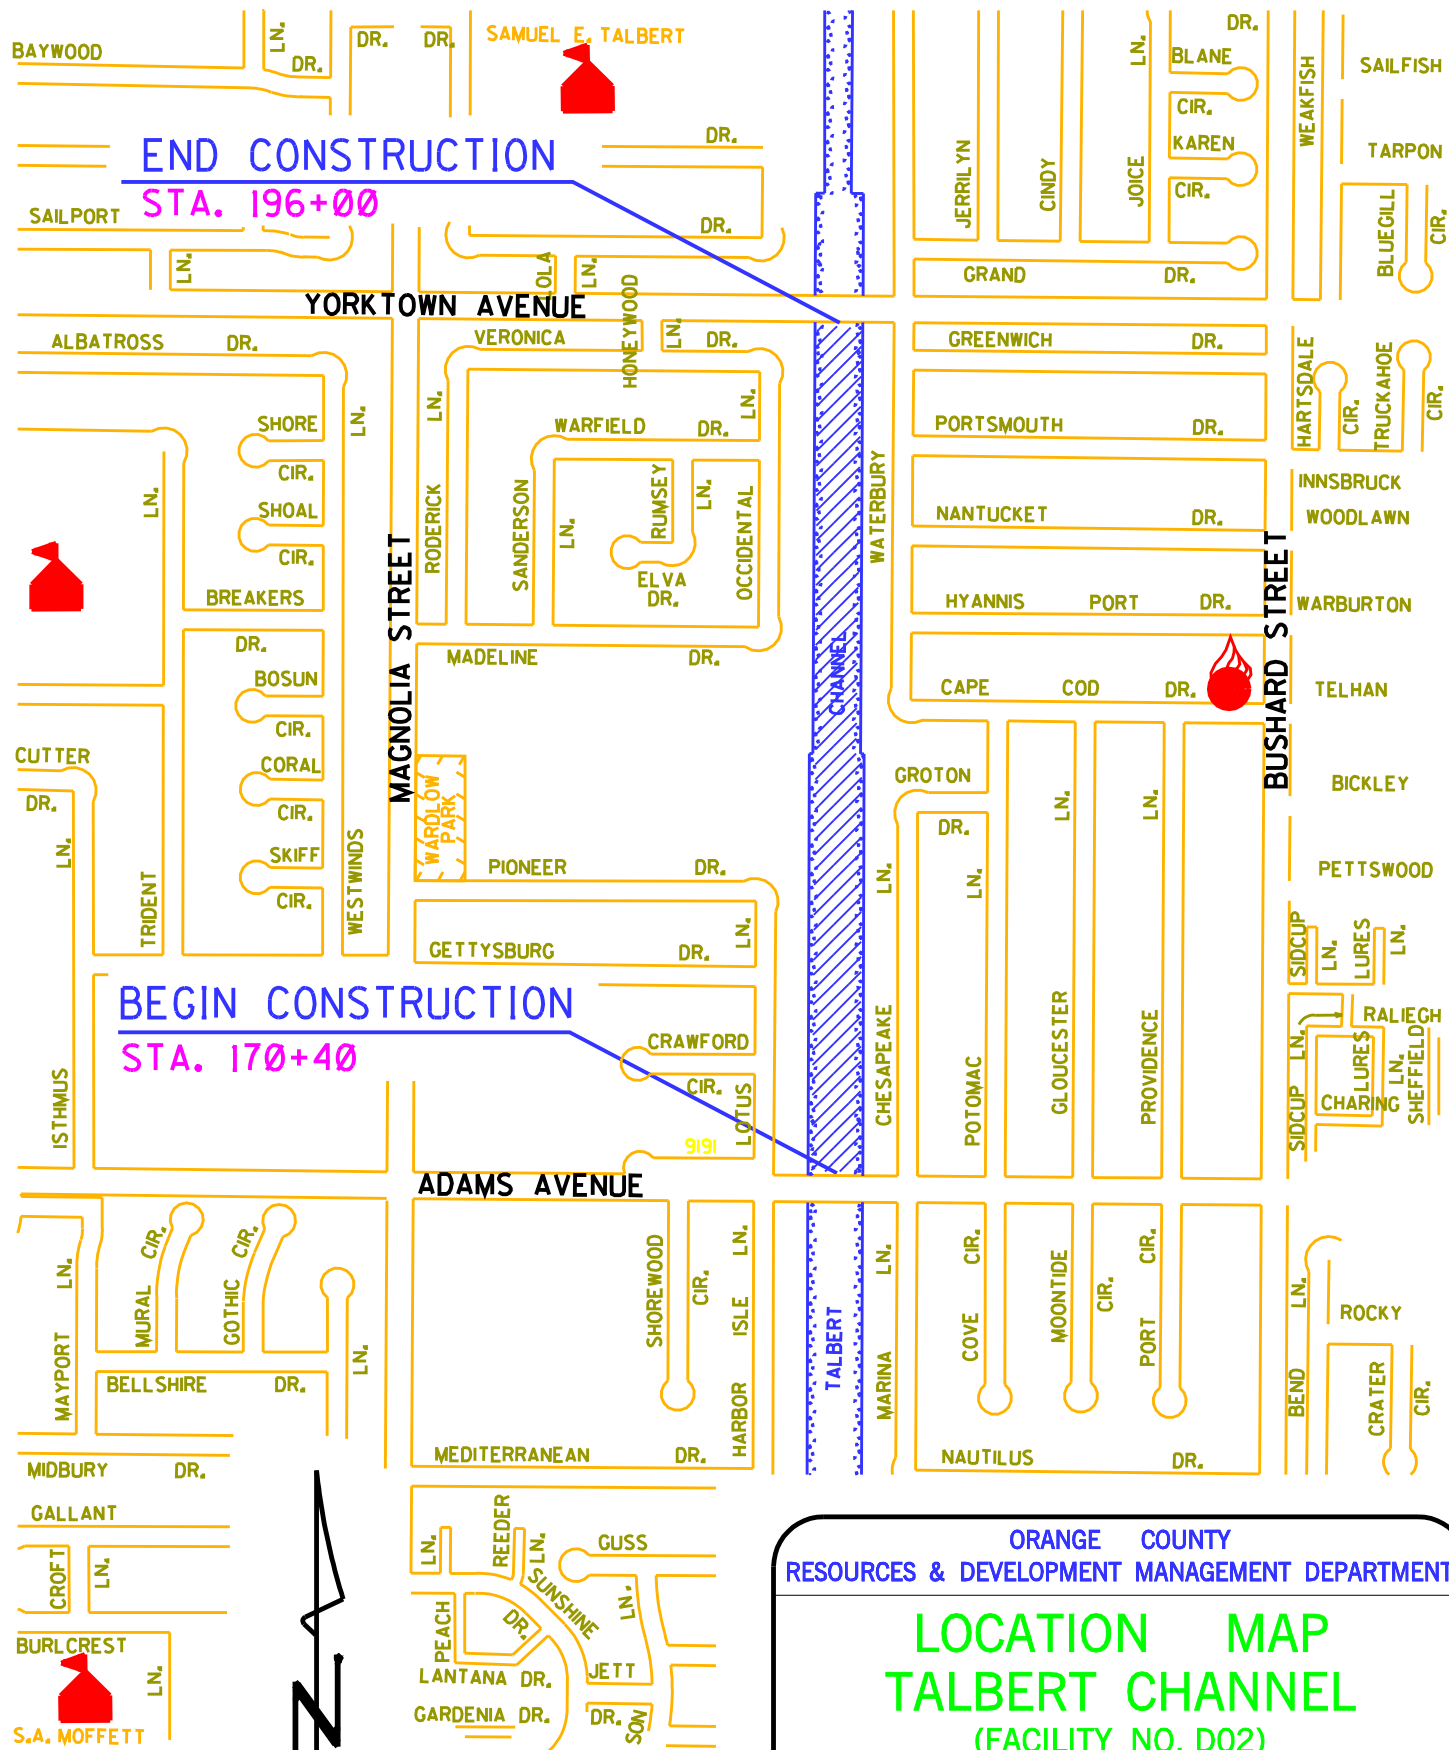 BAYWOOD
LN.
DR.
DR.
DR.
SAMUEL E. TALBERT
LN.
DR.
BLANE
CIR.
WEAKFISH
SAILFISH
END CONSTRUCTION
STA. 196+00
DR.
JERRILYN
CINDY
JOICE
KAREN
CIR.
TARPON
SAILPORT
LN.
DR.
LOLA
LN.
HONEYWOOD
GRAND
DR.
BLUEGILL
CIR.
YORKTOWN AVENUE
ALBATROSS
DR.
VERONICA
LN.
DR.
GREENWICH
DR.
HARTSDALE
CIR.
TRUCKAHOE
CIR.
SHORE
CIR.
LN.
LN.
WARFIELD
DR.
LN.
PORTSMOUTH
DR.
LN.
SHOAL
CIR.
RODERICK
SANDERSON
LN.
RUMSEY
LN.
OCCIDENTAL
WATERBURY
NANTUCKET
DR.
INNSBRUCK
WOODLAWN
BREAKERS
DR.
MAGNOLIA STREET
ELVA
DR.
HYANNIS PORT DR.
BUSHARD STREET
WARBURTON
BOSUN
CIR.
MADELINE
DR.
CHANNEL
CAPE COD DR.
TELHAN
CUTTER
DR.
LN.
CORAL
CIR.
WARDLOW
PARK
GROTON
DR.
LN.
LN.
BICKLEY
TRIDENT
SKIFF
CIR.
WESTWINDS
PIONEER
DR.
LN.
LN.
PETTSWOOD
GETTYSBURG
DR.
LN.
SIDCUP
LN.
LURES
LN.
BEGIN CONSTRUCTION
STA. 170+40
CRAWFORD
CIR.
LOTUS
CHESAPEAKE
POTOMAC
GLOUCESTER
PROVIDENCE
RALIEGH
LN.
SIDCUP
LURES
LN.
SHEFFIELD
CHARING
ISTHMUS
9191
ADAMS AVENUE
LN.
MAYPORT
MURAL
CIR.
GOTHIC
CIR.
LN.
SHOREWOOD
CIR.
LN.
ISLE
HARBOR
TALBERT
LN.
MARINA
CIR.
COVE
MOONTIDE
CIR.
CIR.
PORT
LN.
BEND
ROCKY
CRATER
CIR.
BELLSHIRE
DR.
MEDITERRANEAN
DR.
NAUTILUS
DR.
MIDBURY
DR.
GALLANT
CROFT
LN.
BURLCREST
LN.
S.A. MOFFETT
N
LN.
REEDER
LN.
SUNSHINE
DR.
GUSS
LN.
PEACH
LANTANA DR.
JETT
GARDENIA DR.
DR.
SON
ORANGE COUNTY
RESOURCES & DEVELOPMENT MANAGEMENT DEPARTMENT
LOCATION MAP
TALBERT CHANNEL
(FACILITY NO. D02)